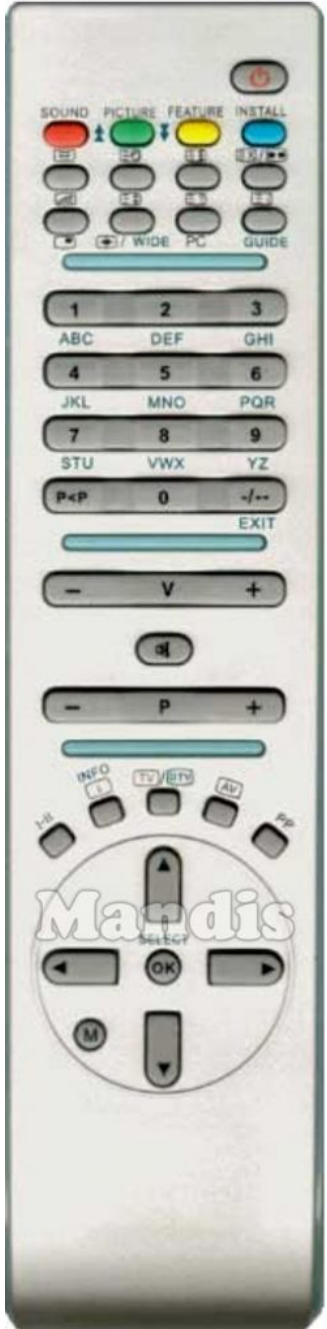 SOUND PICTURE FEATURE INSTALL
WIDE PC GUIDE
1 2 3
ABC DEF GHI
4 5 6
JKL MNO PQR
7 8 9
STU VWX YZ
P<P 0 -/--
EXIT
- V +
- P +
I-II INFO i TV/DTV AV PP
Mandis
SELECT
OK
M